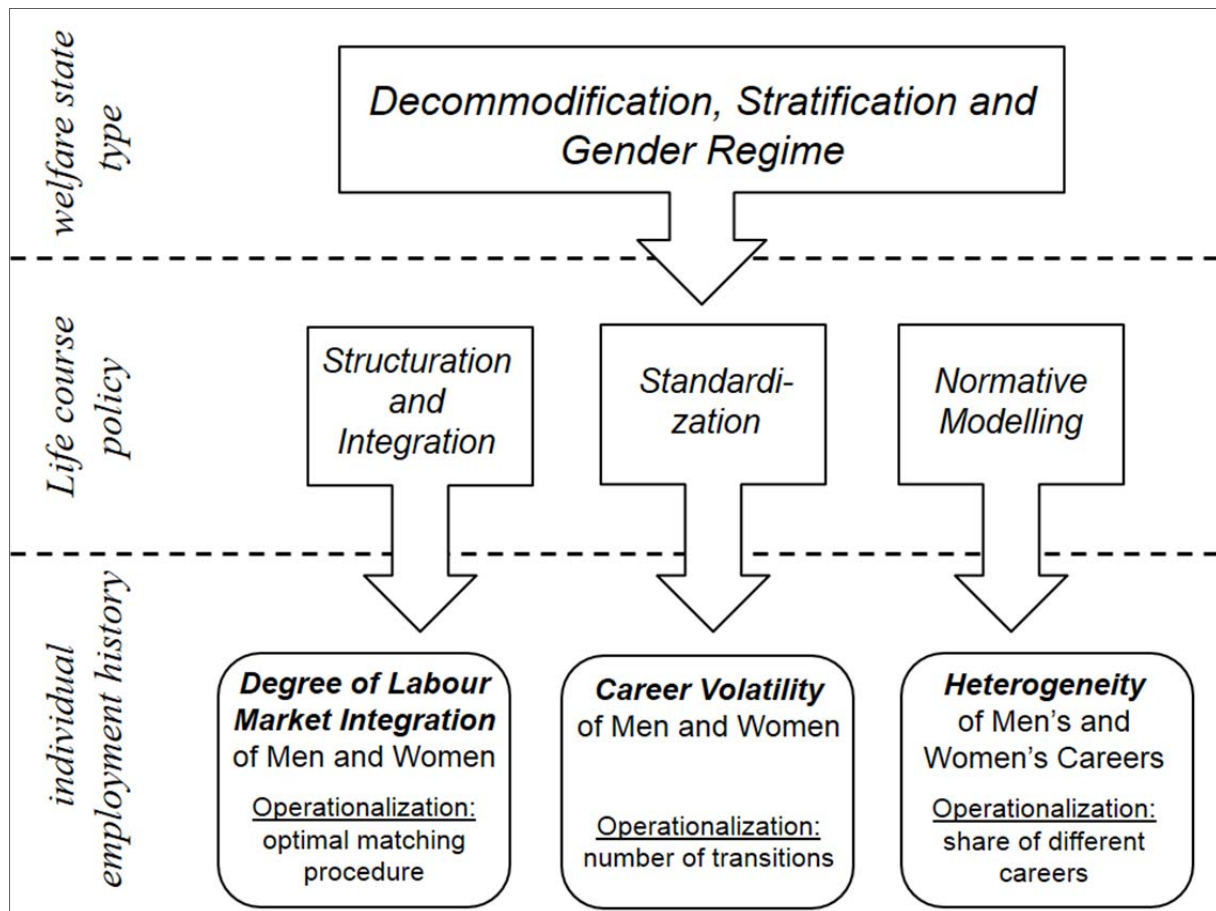 welfare state
type
Decommodification, Stratification and
Gender Regime
Life course
policy
Structuration
and
Integration
Standardi-
zation
Normative
Modelling
individual
employment history
Degree of Labour
Market Integration
of Men and Women
Operationalization:
optimal matching
procedure
Career Volatility
of Men and Women
Operationalization:
number of transitions
Heterogeneity
of Men's and
Women's Careers
Operationalization:
share of different
careers